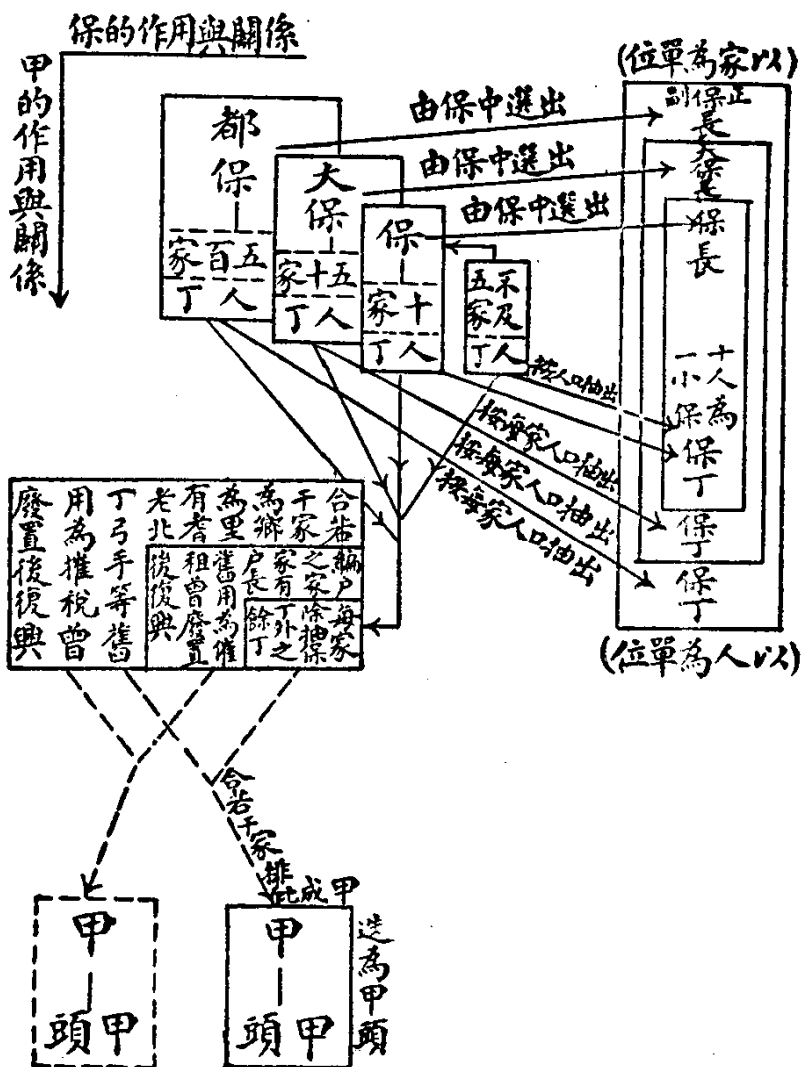 保的作用與關係
甲的作用與關係
(以家為單位)
都保
五百家
人丁
大保
五十家
人丁
保
十家
人丁
不及五家
人丁
由保中選出
由保中選出
由保中選出
正保副
長
大保長
保長
十人為
一小保
保丁
保丁
保丁
(以人為單位)
按人口抽出
按每家人口抽出
按每家人口抽出
按每家人口抽出
合若
干家
為鄉
為里
有耆
老北
丁弓手等舊
用為催稅曾
廢置後復興
編戶
之家
家有
戶長
舊用為催
租曾廢置
後復興
每家
除抽保
丁外之
餘丁
合若干家
排比成甲
甲
甲頭
甲
甲頭
迭為甲頭